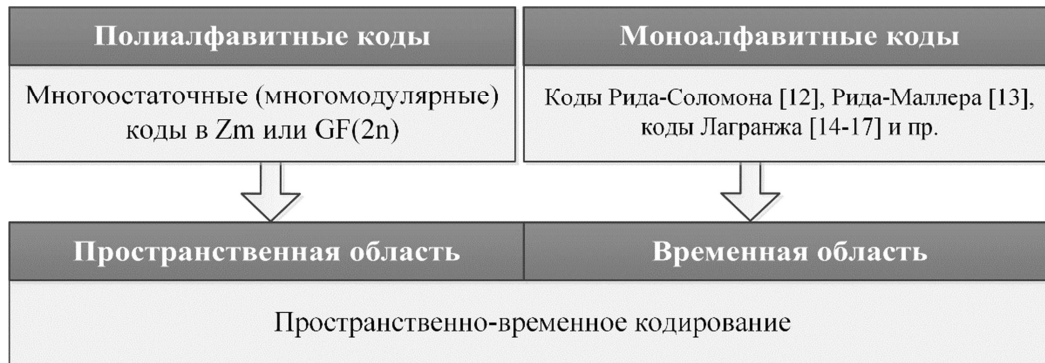 Полиалфавитные коды
Многоостаточные (многомодулярные)
коды в Zm или GF(2n)
Моноалфавитные коды
Коды Рида-Соломона [12], Рида-Маллера [13],
коды Лагранжа [14-17] и пр.
Пространственная область
Временная область
Пространственно-временное кодирование